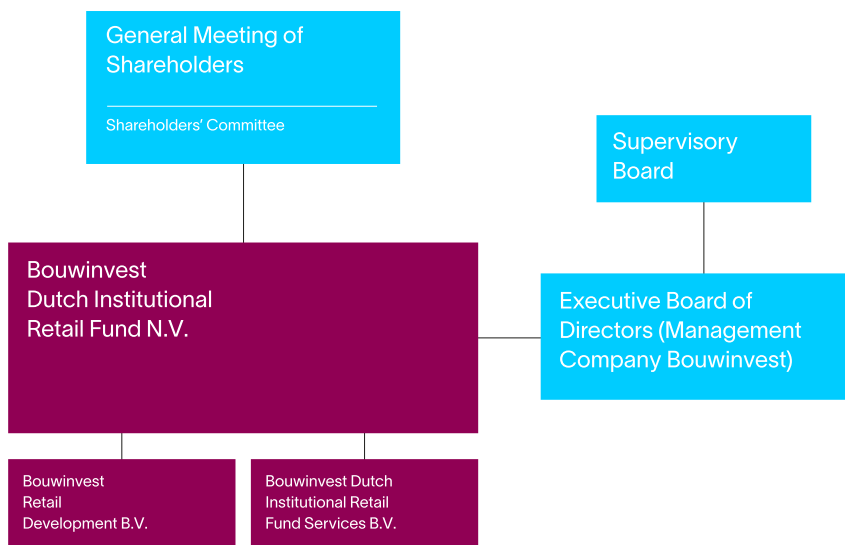 General Meeting of
Shareholders
Shareholders' Committee
Supervisory
Board
Bouwinvest
Dutch Institutional
Retail Fund N.V.
Executive Board of
Directors (Management
Company Bouwinvest)
Bouwinvest
Retail
Development B.V.
Bouwinvest Dutch
Institutional Retail
Fund Services B.V.